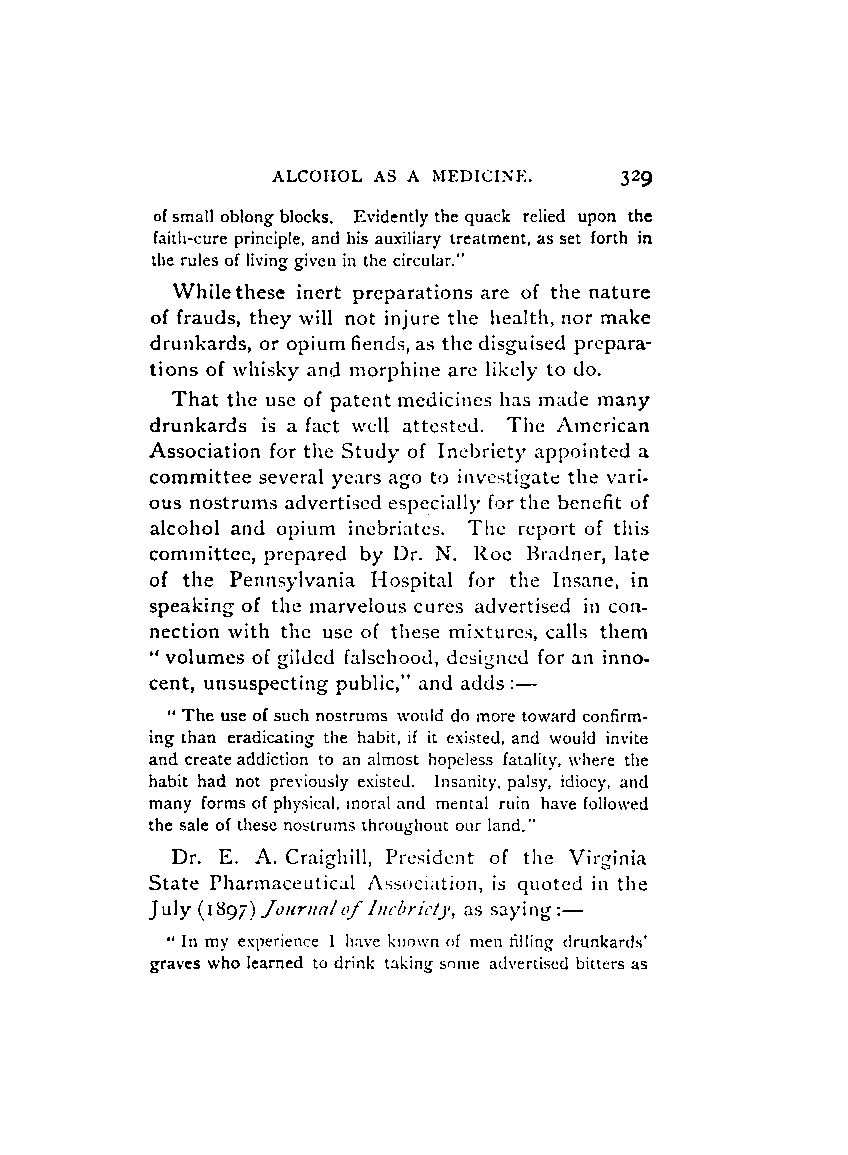 ALCOHOL AS A MEDICINE. 329
of small oblong blocks. Evidently the quack relied upon the
faith-cure principle, and his auxiliary treatment, as set forth in
the rules of living given in the circular."
While these inert preparations are of the nature
of frauds, they will not injure the health, nor make
drunkards, or opium fiends, as the disguised prepara-
tions of whisky and morphine are likely to do.
That the use of patent medicines has made many
drunkards is a fact well attested. The American
Association for the Study of Inebriety appointed a
committee several years ago to investigate the vari-
ous nostrums advertised especially for the benefit of
alcohol and opium inebriates. The report of this
committee, prepared by Dr. N. Roe Bradner, late
of the Pennsylvania Hospital for the Insane, in
speaking of the marvelous cures advertised in con-
nection with the use of these mixtures, calls them
"volumes of gilded falsehood, designed for an inno-
cent, unsuspecting public," and adds:—
"The use of such nostrums would do more toward confirm-
ing than eradicating the habit, if it existed, and would invite
and create addiction to an almost hopeless fatality, where the
habit had not previously existed. Insanity, palsy, idiocy, and
many forms of physical, moral and mental ruin have followed
the sale of these nostrums throughout our land."
Dr. E. A. Craighill, President of the Virginia
State Pharmaceutical Association, is quoted in the
July (1897) Journal of Inebriety, as saying:—
"In my experience I have known of men filling drunkards'
graves who learned to drink taking some advertised bitters as